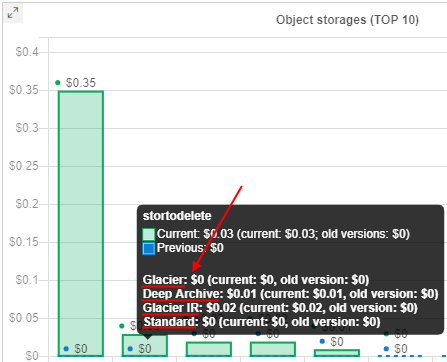 Object storages (TOP 10)
$0.4
$0.35
$0.35
$0.3
$0.25
$0.2
$0.15
stortodelete
Current: $0.03 (current: $0.03; old versions: $0)
Previous: $0
$0.1
Glacier: $0 (current: $0, old version: $0)
Deep Archive: $0.01 (current: $0.01, old version: $0)
$0.05
Glacier IR: $0.02 (current: $0.02, old version: $0)
Standard: $0 (current: $0, old version: $0)
$0
$0
$0
$0
$0
$0
$0